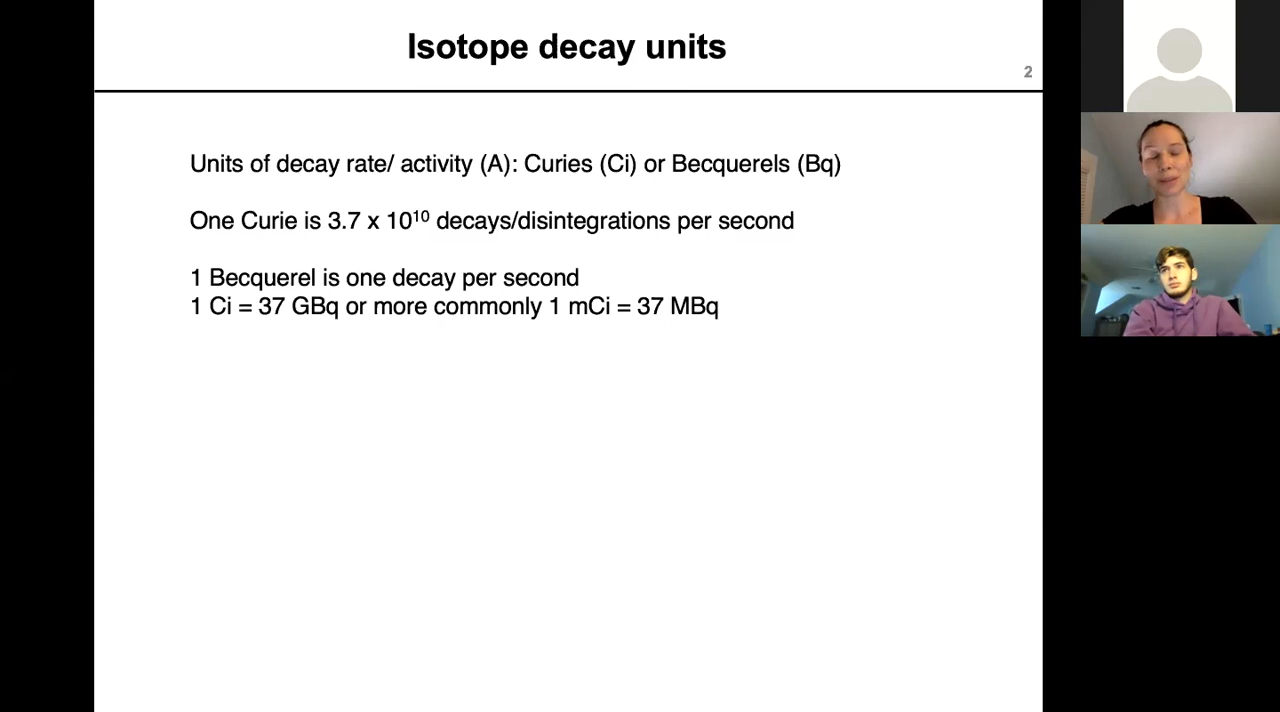 Isotope decay units
2
Units of decay rate/ activity (A): Curies (Ci) or Becquerels (Bq)
One Curie is 3.7 x 10¹⁰ decays/disintegrations per second
1 Becquerel is one decay per second
1 Ci = 37 GBq or more commonly 1 mCi = 37 MBq